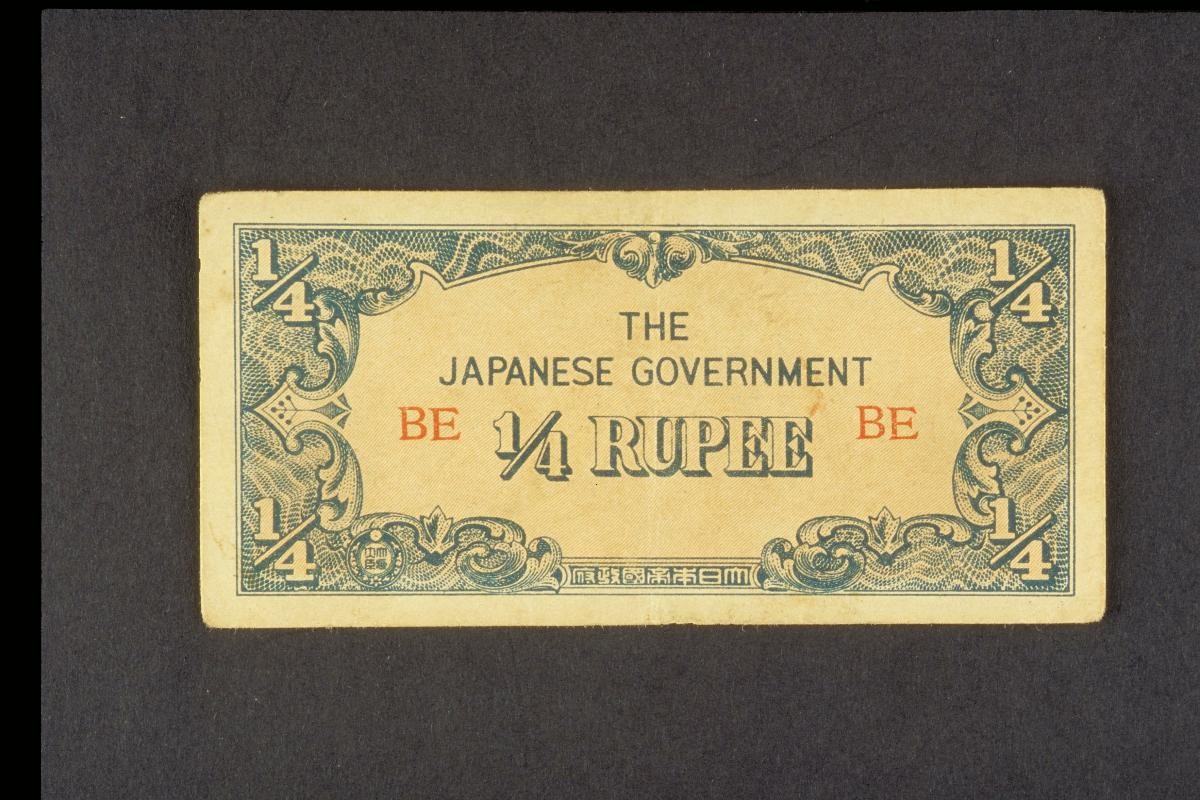 1/4 1/4
THE
JAPANESE GOVERNMENT
BE 1/4 RUPEE BE
1/4 1/4
府政國帝本日大